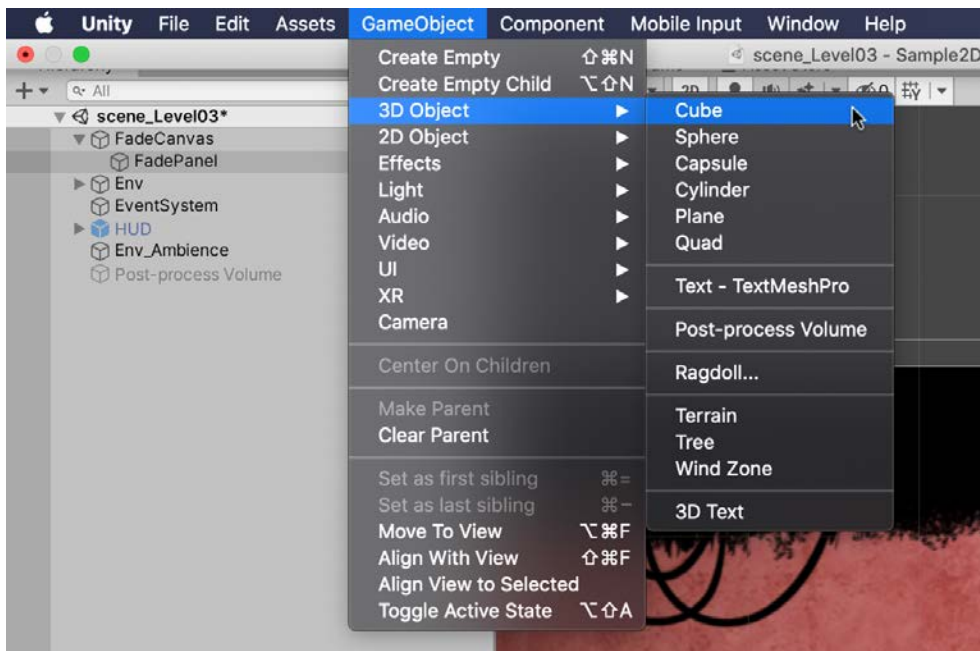 Unity File Edit Assets GameObject Component Mobile Input Window Help
scene_Level03 - Sample2D
All
2D
0
scene_Level03*
FadeCanvas
FadePanel
Env
EventSystem
HUD
Env_Ambience
Post-process Volume
Create Empty ⇧⌘N
Create Empty Child ⌥⇧N
3D Object
2D Object
Effects
Light
Audio
Video
UI
XR
Camera
Center On Children
Make Parent
Clear Parent
Set as first sibling ⌘=
Set as last sibling ⌘-
Move To View ⌥⌘F
Align With View ⇧⌘F
Align View to Selected
Toggle Active State ⌥⇧A
Cube
Sphere
Capsule
Cylinder
Plane
Quad
Text - TextMeshPro
Post-process Volume
Ragdoll...
Terrain
Tree
Wind Zone
3D Text